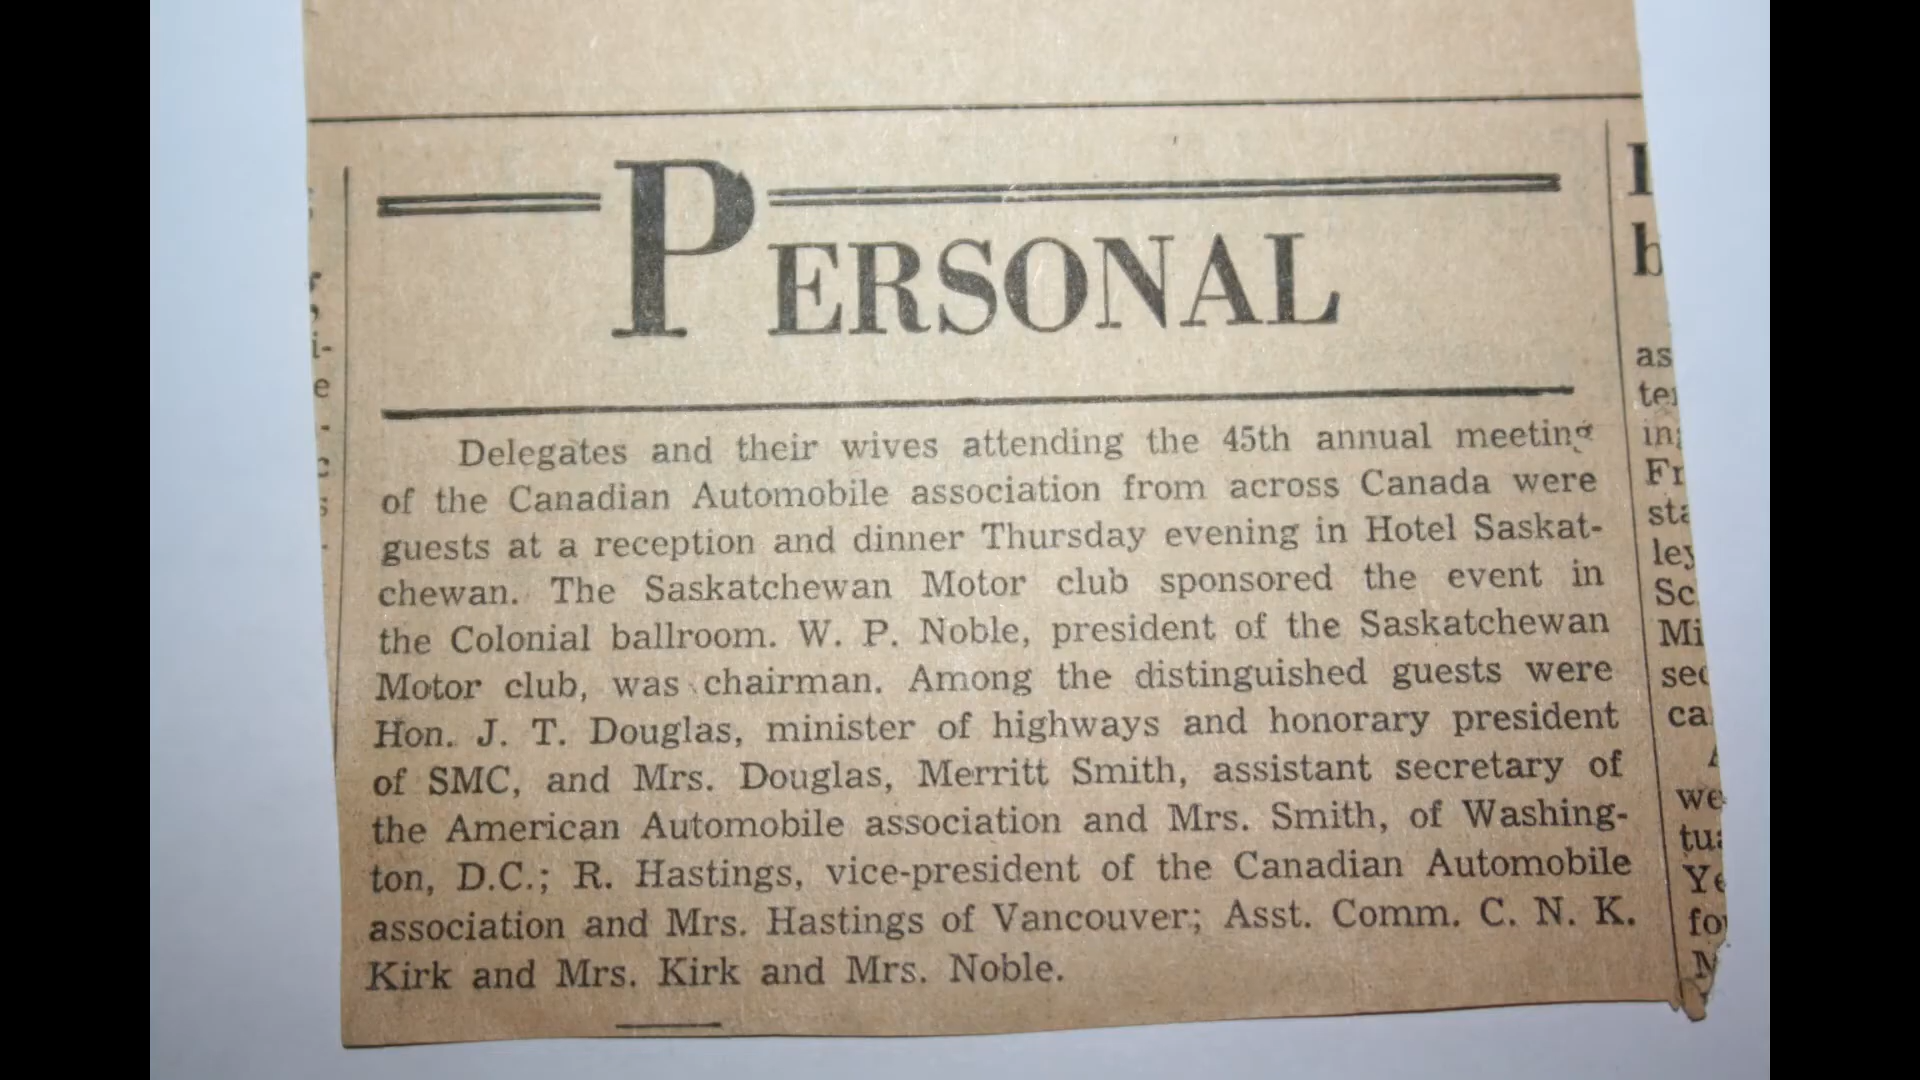 PERSONAL
Delegates and their wives attending the 45th annual meeting
of the Canadian Automobile association from across Canada were
guests at a reception and dinner Thursday evening in Hotel Saskat-
chewan. The Saskatchewan Motor club sponsored the event in
the Colonial ballroom. W. P. Noble, president of the Saskatchewan
Motor club, was chairman. Among the distinguished guests were
Hon. J. T. Douglas, minister of highways and honorary president
of SMC, and Mrs. Douglas, Merritt Smith, assistant secretary of
the American Automobile association and Mrs. Smith, of Washing-
ton, D.C.; R. Hastings, vice-president of the Canadian Automobile
association and Mrs. Hastings of Vancouver; Asst. Comm. C. N. K.
Kirk and Mrs. Kirk and Mrs. Noble.